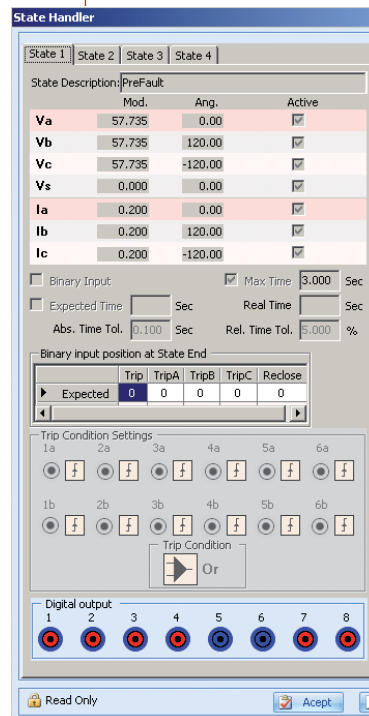 State Handler
State 1 State 2 State 3 State 4
State Description: PreFault
Mod. Ang. Active
Va 57.735 0.00
Vb 57.735 120.00
Vc 57.735 -120.00
Vs 0.000 0.00
Ia 0.200 0.00
Ib 0.200 120.00
Ic 0.200 -120.00
Binary Input Max Time 3.000 Sec
Expected Time Sec Real Time Sec
Abs. Time Tol. 0.100 Sec Rel. Time Tol. 5.000 %
Binary input position at State End
Trip TripA TripB TripC Reclose
Expected 0 0 0 0 0
Trip Condition Settings
1a 2a 3a 4a 5a 6a
1b 2b 3b 4b 5b 6b
Trip Condition
Or
Digital output
1 2 3 4 5 6 7 8
Read Only Acept